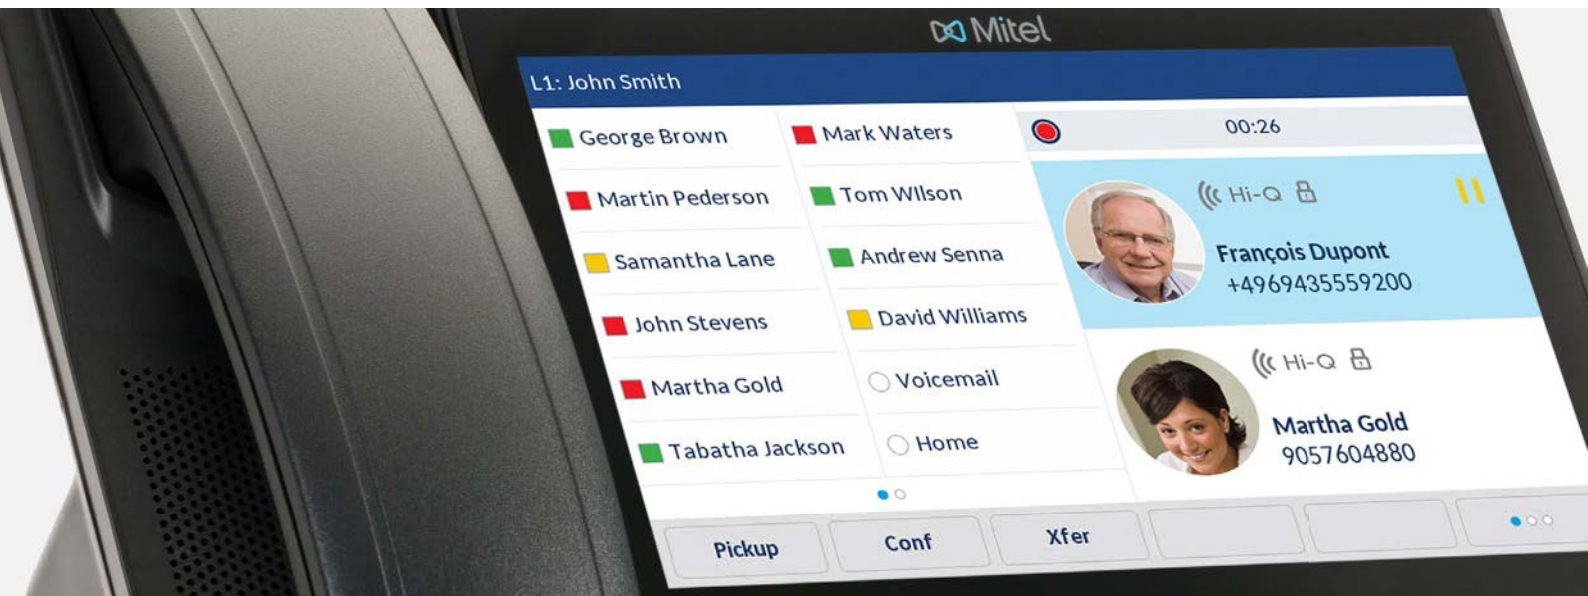 Mitel
L1: John Smith
George Brown
Martin Pederson
Samantha Lane
John Stevens
Martha Gold
Tabatha Jackson
Mark Waters
Tom WIlson
Andrew Senna
David Williams
Voicemail
Home
00:26
Hi-Q
François Dupont
+4969435559200
Hi-Q
Martha Gold
9057604880
Pickup
Conf
Xfer